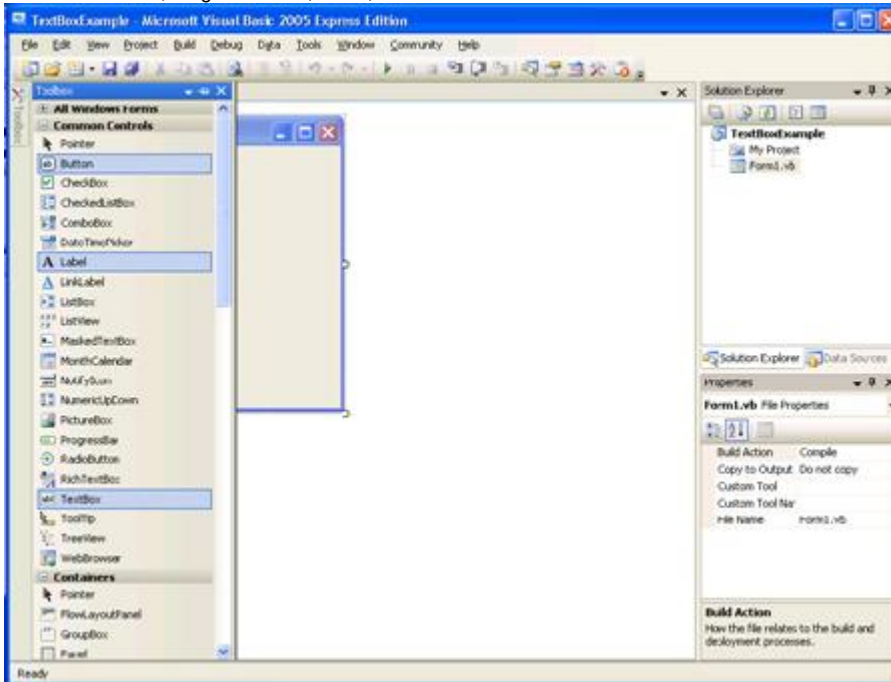 TextBoxExample - Microsoft Visual Basic 2005 Express Edition
File Edit View Project Build Debug Data Tools Window Community Help
Toolbox
Toolbox
All Windows Forms
Common Controls
Pointer
Button
CheckBox
CheckedListBox
ComboBox
DateTimePicker
Label
LinkLabel
ListBox
ListView
MaskedTextBox
MonthCalendar
NotifyIcon
NumericUpDown
PictureBox
ProgressBar
RadioButton
RichTextBox
TextBox
ToolTip
TreeView
WebBrowser
Containers
Pointer
FlowLayoutPanel
GroupBox
Panel
Solution Explorer
TextBoxExample
My Project
Form1.vb
Solution Explorer Data Sources
Properties
Form1.vb File Properties
Build Action Compile
Copy to Output Do not copy
Custom Tool
Custom Tool Nar
File Name Form1.vb
Build Action
How the file relates to the build and
deployment processes.
Ready